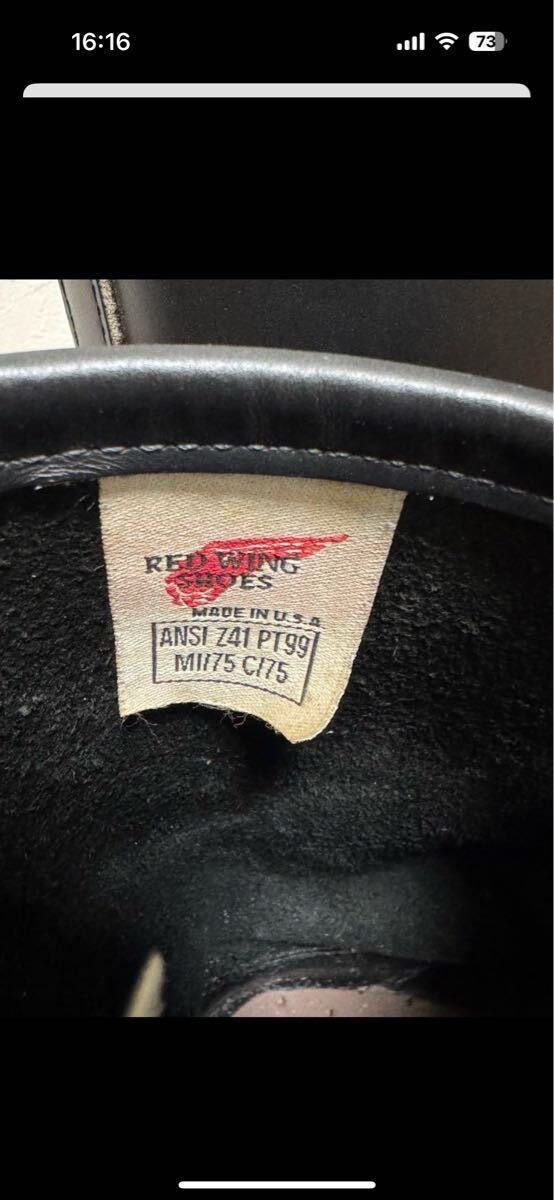 16:16
73
RED WING
SHOES
MADE IN U.S.A
ANSI Z41 PT99
MI/75 C/75